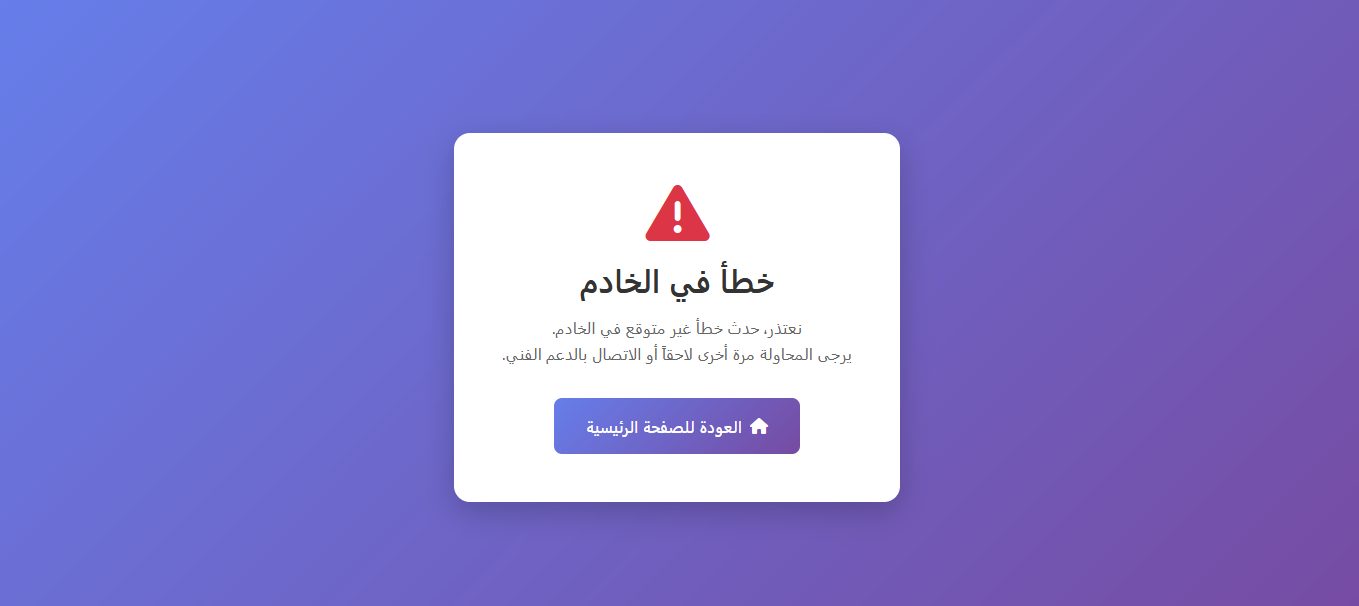 خطأ في الخادم
نعتذر، حدث خطأ غير متوقع في الخادم.
يرجى المحاولة مرة أخرى لاحقاً أو الاتصال بالدعم الفني.
العودة للصفحة الرئيسية